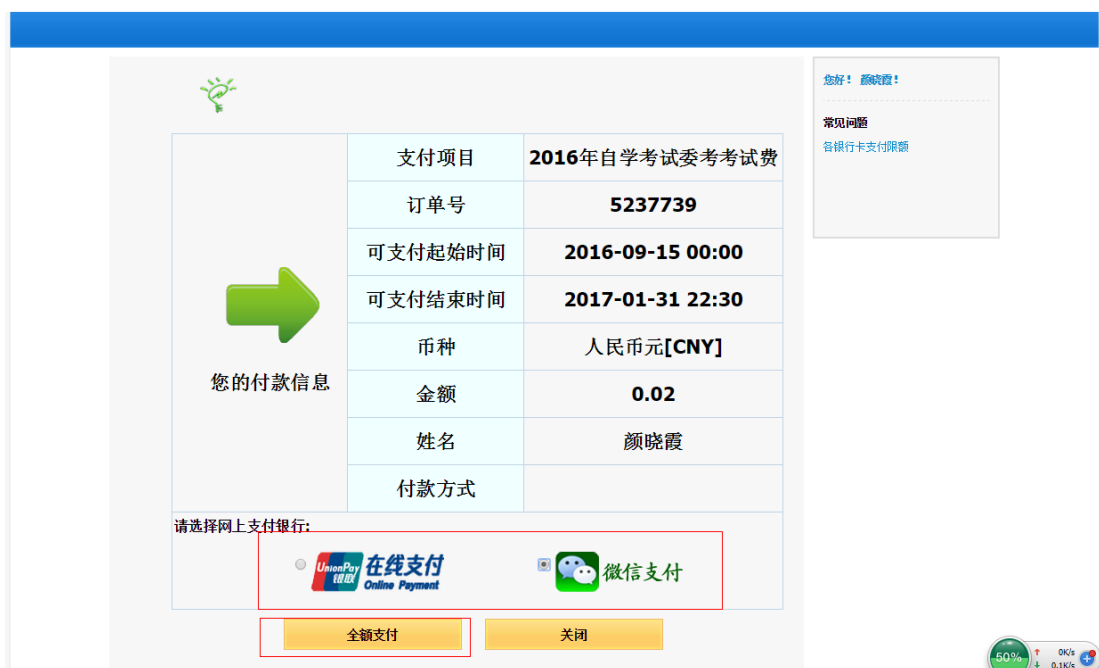 您好! 颜晓霞!
常见问题
各银行卡支付限额
支付项目 2016年自学考试委考考试费
订单号 5237739
可支付起始时间 2016-09-15 00:00
可支付结束时间 2017-01-31 22:30
币种 人民币元[CNY]
您的付款信息
金额 0.02
姓名 颜晓霞
付款方式
请选择网上支付银行:
UnionPay 银联 在线支付 Online Payment
微信支付
全额支付 关闭
50% 0K/s
0.1K/s